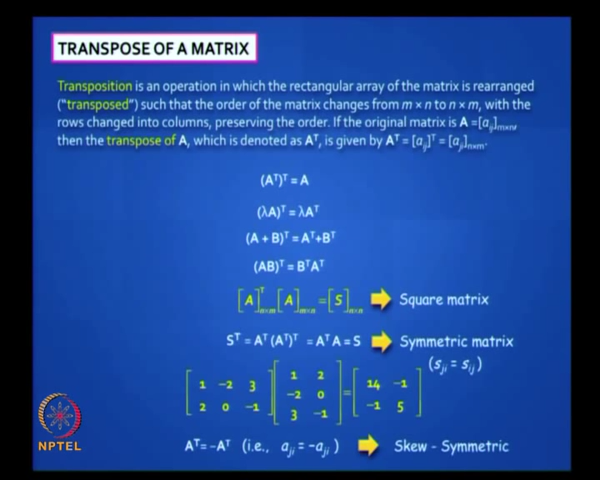 TRANSPOSE OF A MATRIX
Transposition is an operation in which the rectangular array of the matrix is rearranged
("transposed") such that the order of the matrix changes from m × n to n × m, with the
rows changed into columns, preserving the order. If the original matrix is A =[aij]m×n,
then the transpose of A, which is denoted as Aᵀ, is given by Aᵀ = [aij]ᵀ = [aji]n×m.
(Aᵀ)ᵀ = A
(λA)ᵀ = λAᵀ
(A + B)ᵀ = Aᵀ+Bᵀ
(AB)ᵀ = BᵀAᵀ
[A]ᵀn×m [A]m×n = [S]n×n Square matrix
Sᵀ = Aᵀ (Aᵀ)ᵀ = Aᵀ A = S Symmetric matrix
(sji = sij)
1 -2 3 1 2 14 -1
2 0 -1 -2 0 = -1 5
3 -1
Aᵀ= -Aᵀ (i.e., aji = -aji ) Skew - Symmetric
NPTEL